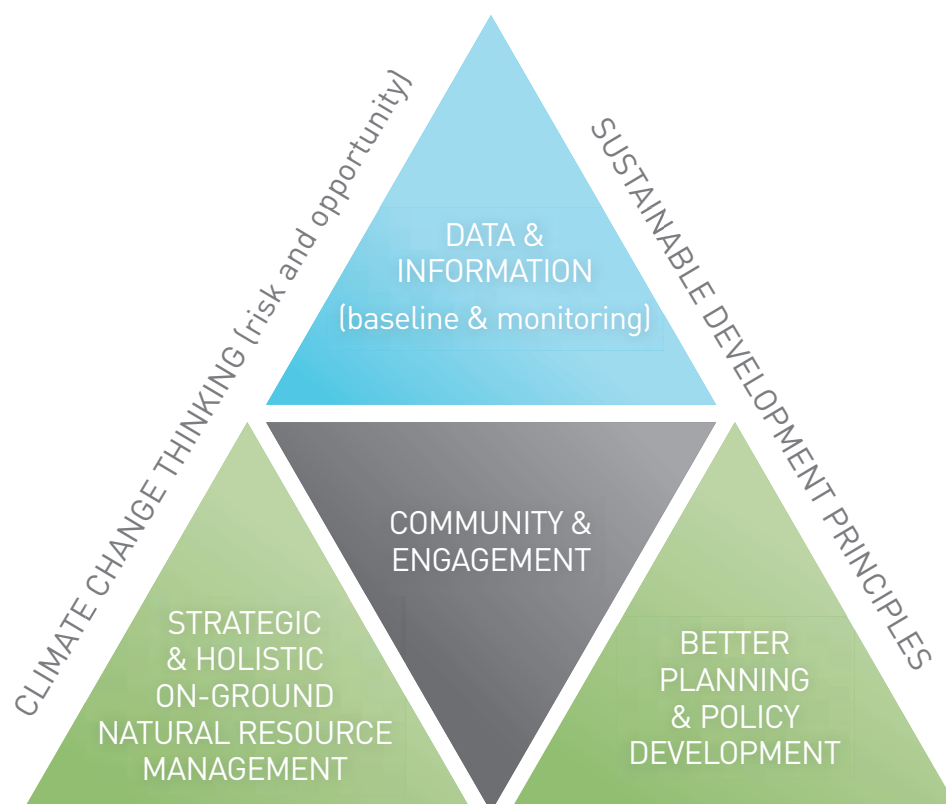 CLIMATE CHANGE THINKING (risk and opportunity)
SUSTAINABLE DEVELOPMENT PRINCIPLES
DATA &
INFORMATION
(baseline & monitoring)
COMMUNITY &
ENGAGEMENT
STRATEGIC
& HOLISTIC
ON-GROUND
NATURAL RESOURCE
MANAGEMENT
BETTER
PLANNING
& POLICY
DEVELOPMENT